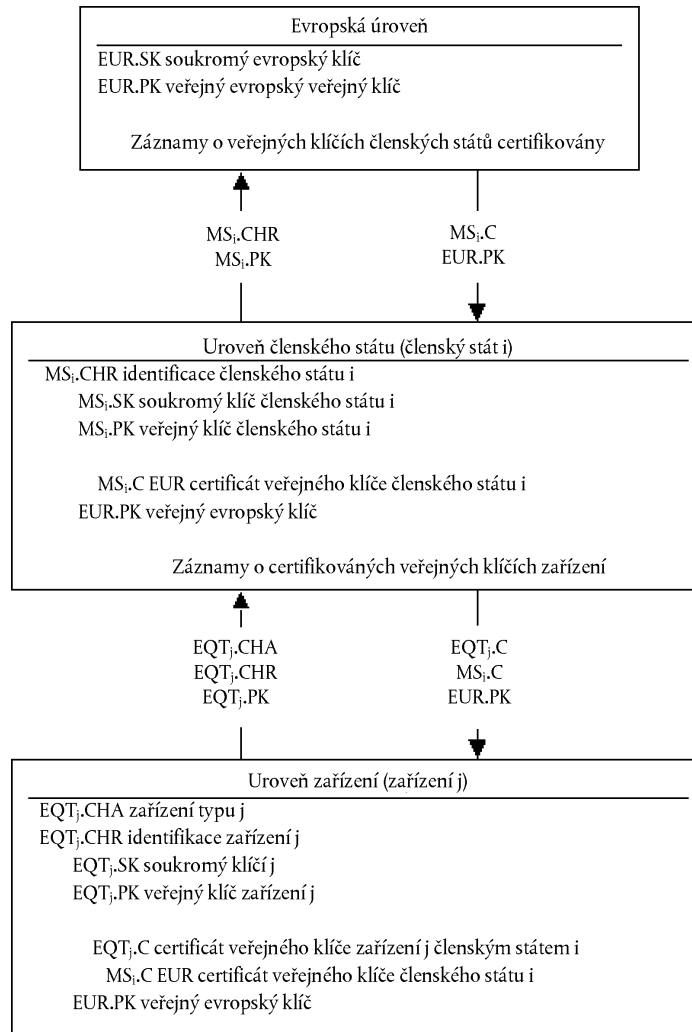 Evropská úroveň
EUR.SK soukromý evropský klíč
EUR.PK veřejný evropský veřejný klíč
Záznamy o veřejných klíčích členských států certifikovány
MSᵢ.CHR
MSᵢ.PK
MSᵢ.C
EUR.PK
Uroveň členského státu (členský stát i)
MSᵢ.CHR identificace členského státu i
MSᵢ.SK soukromý klíč členského státu i
MSᵢ.PK veřejný klíč členského státu i
MSᵢ.C EUR certificát veřejného klíče členského státu i
EUR.PK veřejný evropský klíč
Záznamy o certifikováných veřejných klíčích zařízení
EQTⱼ.CHA
EQTⱼ.CHR
EQTⱼ.PK
EQTⱼ.C
MSᵢ.C
EUR.PK
Uroveň zařízení (zařízení j)
EQTⱼ.CHA zařízení typu j
EQTⱼ.CHR identifikace zařízení j
EQTⱼ.SK soukromý klíčí j
EQTⱼ.PK veřejný klíč zařízení j
EQTⱼ.C certificát veřejného klíče zařízení j členským státem i
MSᵢ.C EUR certificát veřejného klíče členského státu i
EUR.PK veřejný evropský klíč